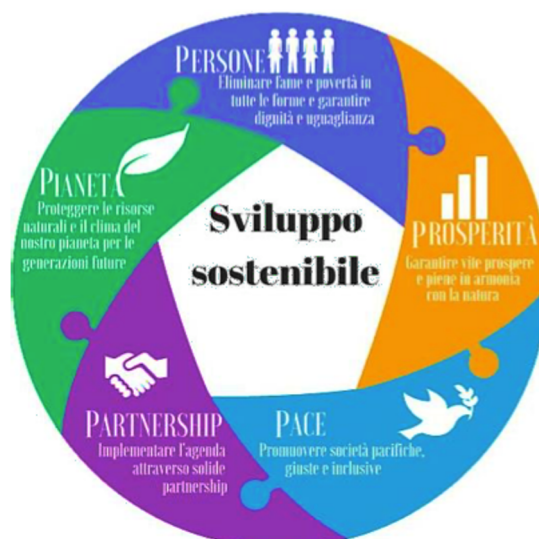 PERSONE
Eliminare fame e povertà in
tutte le forme e garantire
dignità e uguaglianza
PIANETA
Proteggere le risorse
naturali e il clima del
nostro pianeta per le
generazioni future
Sviluppo
sostenibile
PROSPERITÀ
Garantire vite prospere
e piene in armonia
con la natura
PARTNERSHIP
Implementare l'agenda
attraverso solide
partnership
PACE
Promuovere società pacifiche,
giuste e inclusive